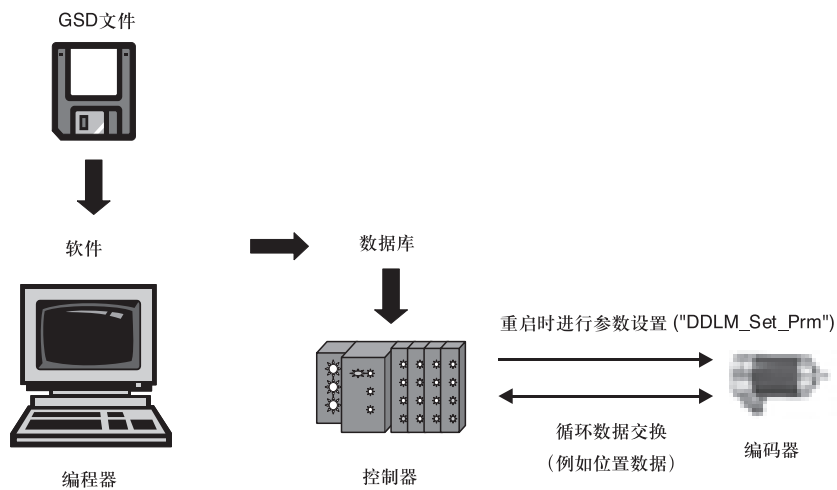 GSD文件
软件
数据库
重启时进行参数设置 ("DDLM_Set_Prm")
循环数据交换
（例如位置数据）
编码器
控制器
编程器